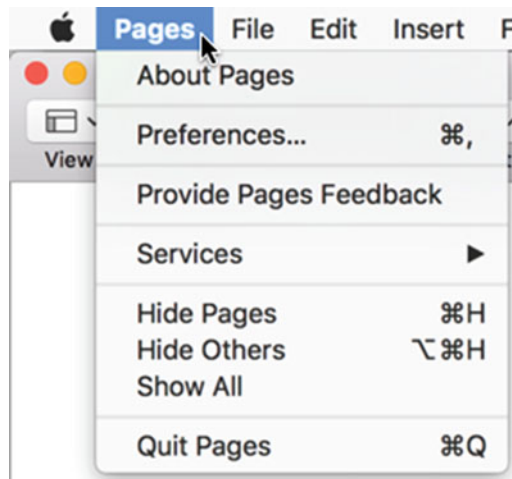 Pages File Edit Insert
About Pages
Preferences... ⌘,
View
Provide Pages Feedback
Services ▶
Hide Pages ⌘H
Hide Others ⌥⌘H
Show All
Quit Pages ⌘Q